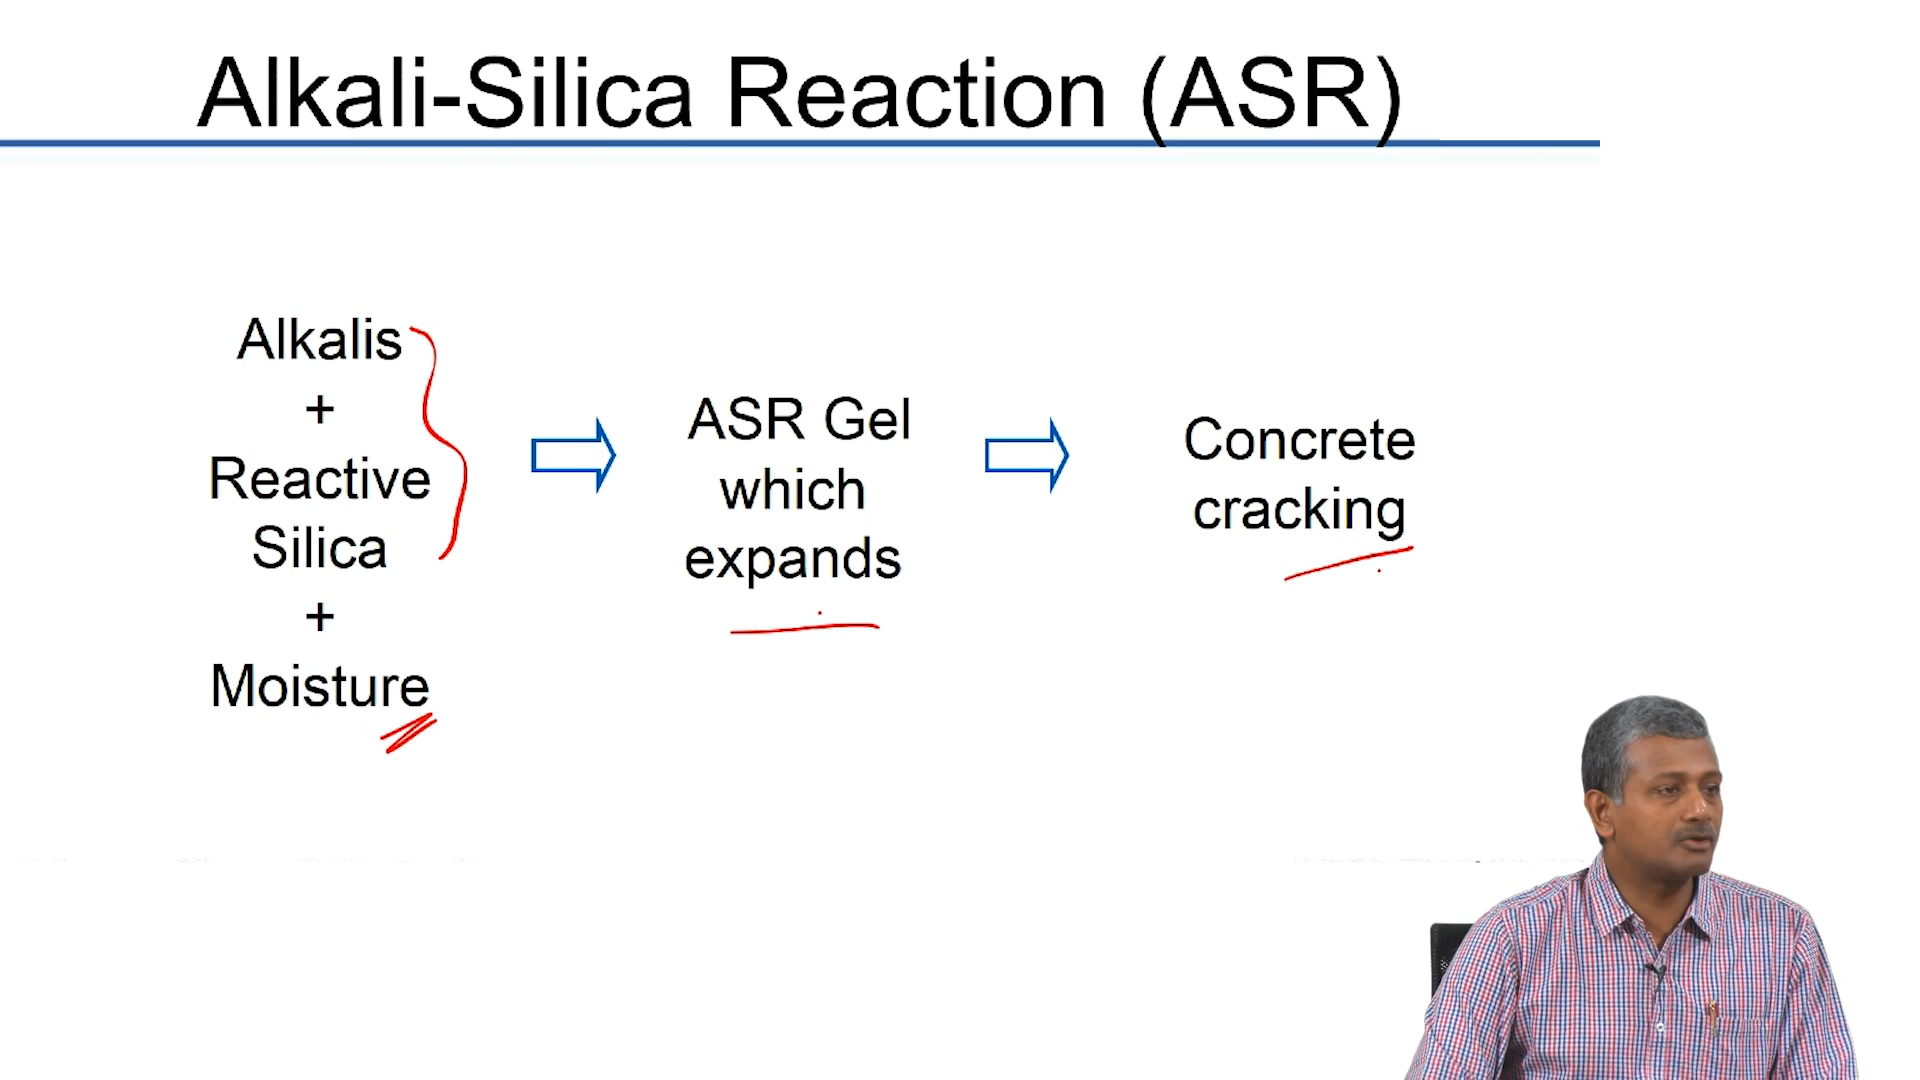 Alkali-Silica Reaction (ASR)
Alkalis
+
Reactive
Silica
+
Moisture
ASR Gel
which
expands
Concrete
cracking